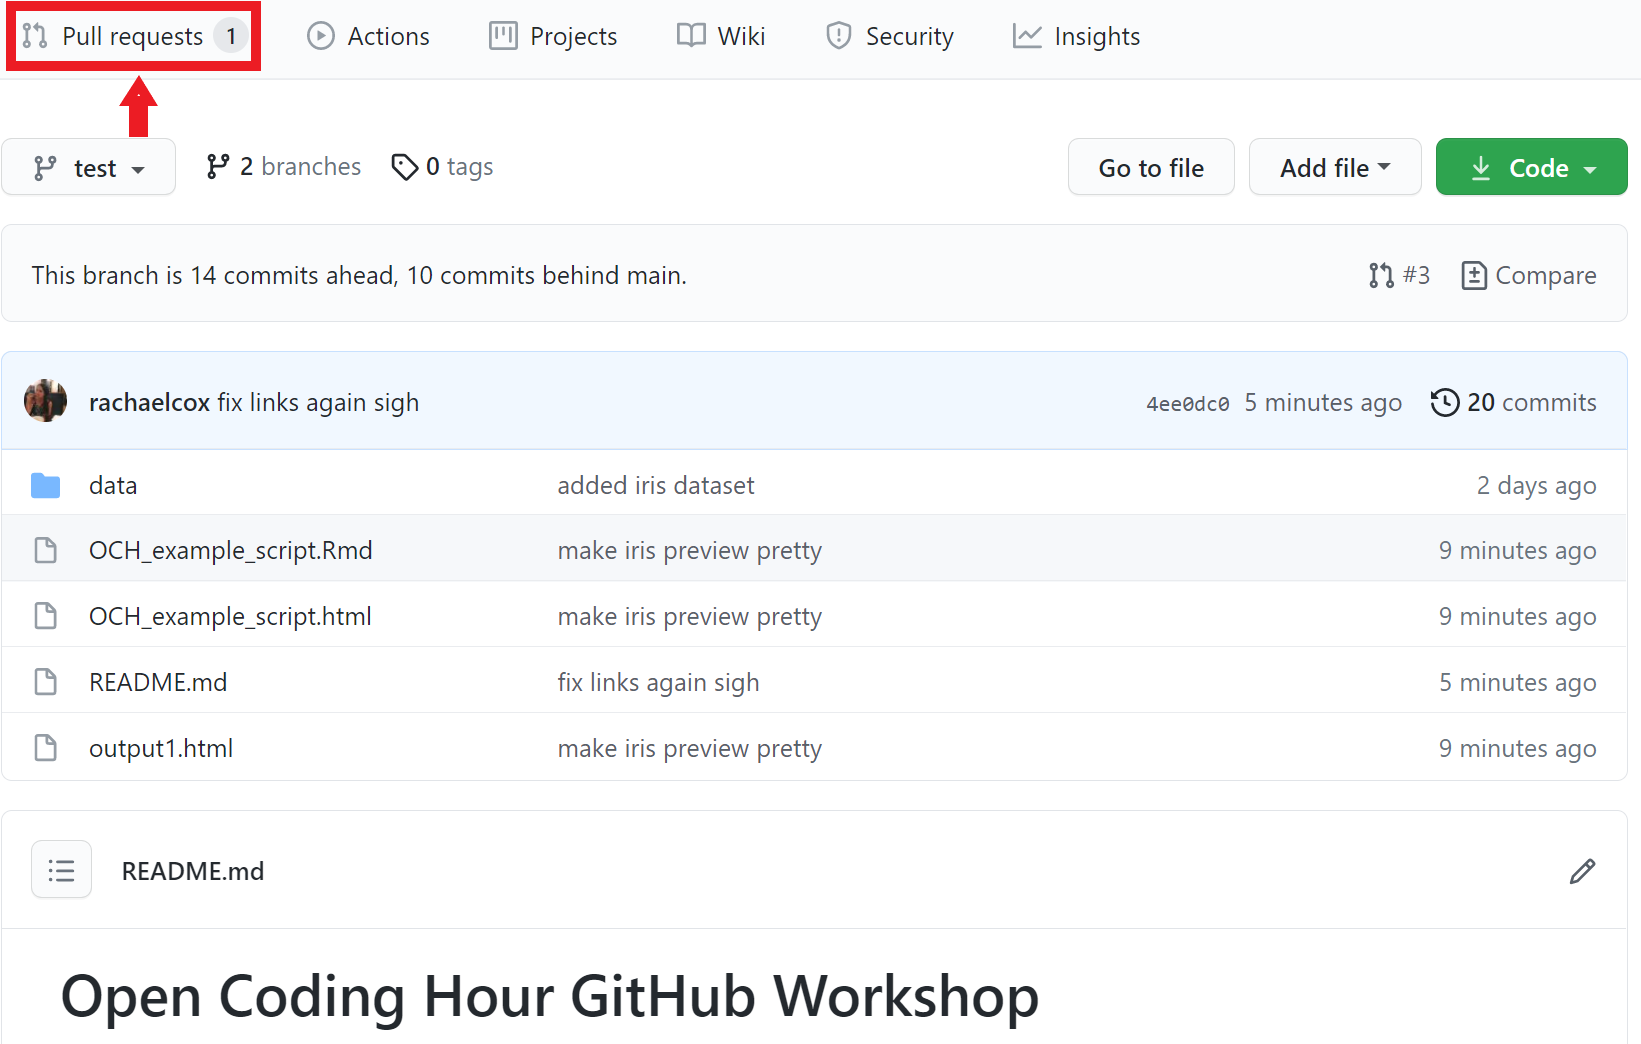 Pull requests 1 Actions Projects Wiki Security Insights
test 2 branches 0 tags Go to file Add file Code
This branch is 14 commits ahead, 10 commits behind main. #3 Compare
rachaelcox fix links again sigh 4ee0dc0 5 minutes ago 20 commits
data added iris dataset 2 days ago
OCH_example_script.Rmd make iris preview pretty 9 minutes ago
OCH_example_script.html make iris preview pretty 9 minutes ago
README.md fix links again sigh 5 minutes ago
output1.html make iris preview pretty 9 minutes ago
README.md
Open Coding Hour GitHub Workshop